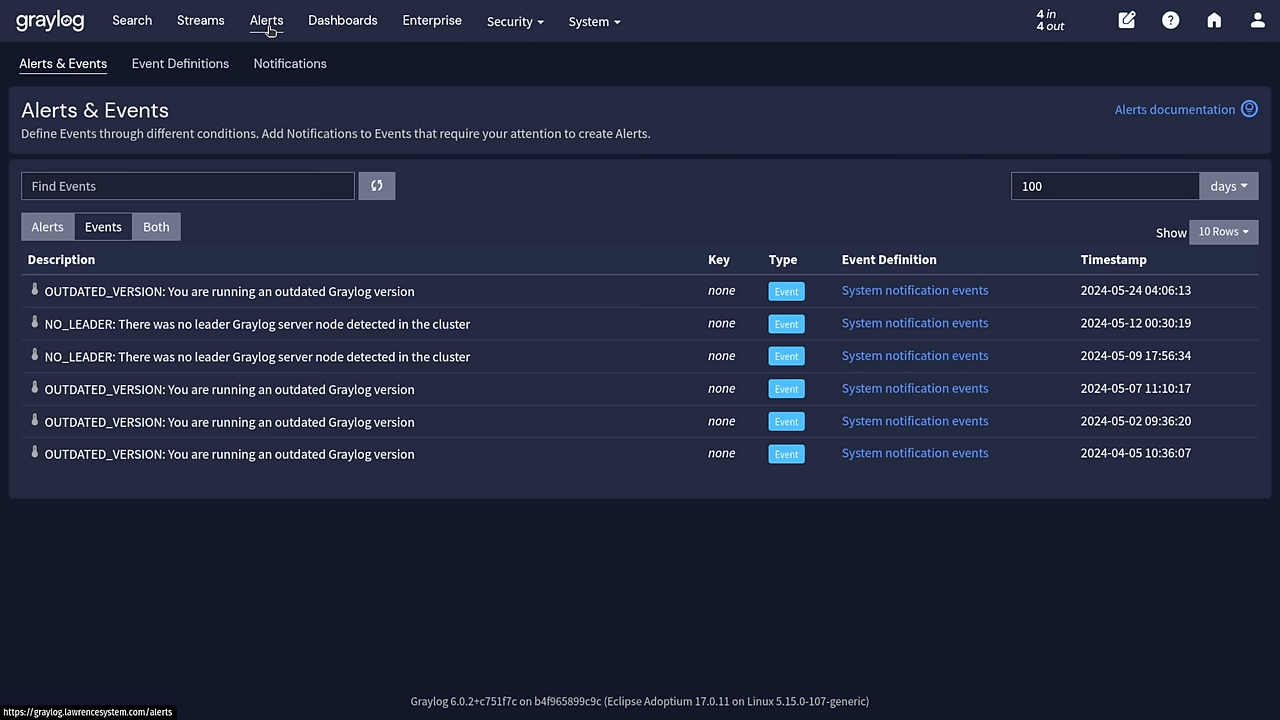 graylog Search Streams Alerts Dashboards Enterprise Security System 4 in
4 out
Alerts & Events Event Definitions Notifications
Alerts & Events
Alerts documentation
Define Events through different conditions. Add Notifications to Events that require your attention to create Alerts.
Find Events 100 days
Alerts Events Both Show 10 Rows
Description Key Type Event Definition Timestamp
OUTDATED_VERSION: You are running an outdated Graylog version none Event System notification events 2024-05-24 04:06:13
NO_LEADER: There was no leader Graylog server node detected in the cluster none Event System notification events 2024-05-12 00:30:19
NO_LEADER: There was no leader Graylog server node detected in the cluster none Event System notification events 2024-05-09 17:56:34
OUTDATED_VERSION: You are running an outdated Graylog version none Event System notification events 2024-05-07 11:10:17
OUTDATED_VERSION: You are running an outdated Graylog version none Event System notification events 2024-05-02 09:36:20
OUTDATED_VERSION: You are running an outdated Graylog version none Event System notification events 2024-04-05 10:36:07
Graylog 6.0.2+c751f7c on b4f965899c9c (Eclipse Adoptium 17.0.11 on Linux 5.15.0-107-generic)
https://graylog.lawrencesystem.com/alerts